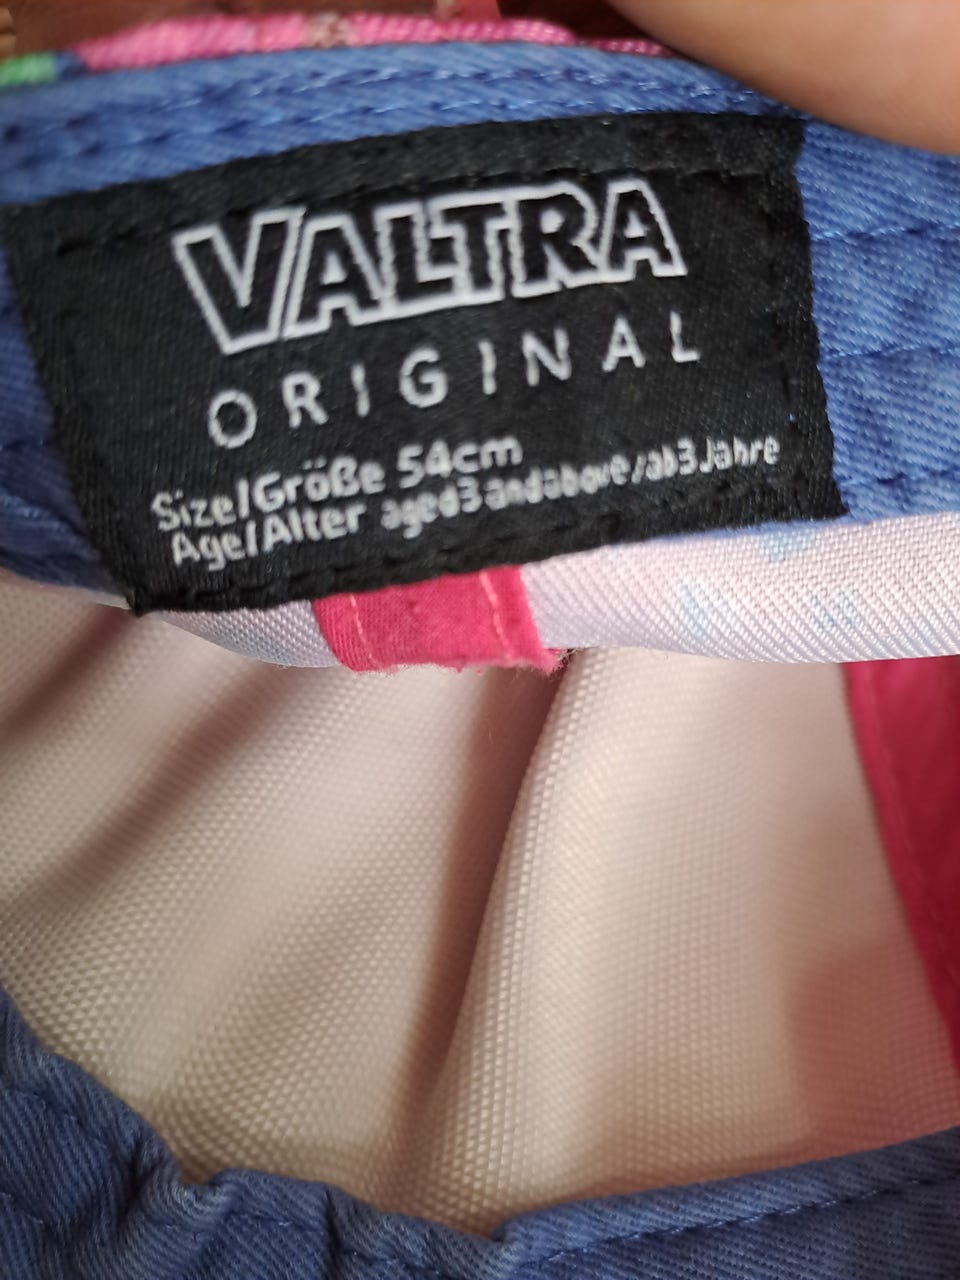 VALTRA
ORIGINAL
Size/Größe 54cm
Age/Alter aged3andabove/ab3Jahre